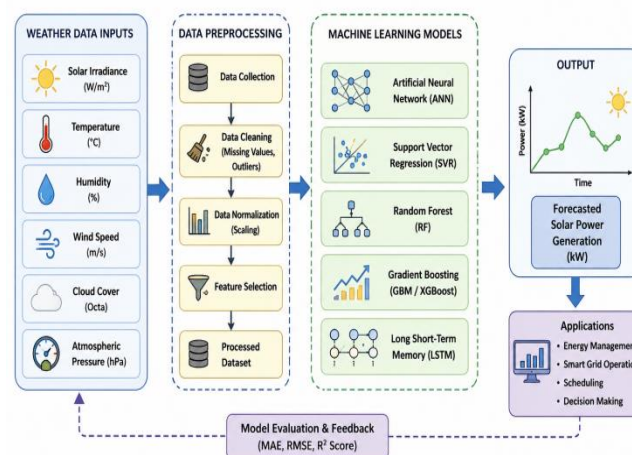 WEATHER DATA INPUTS
Solar Irradiance
(W/m²)
Temperature
(°C)
Humidity
(%)
Wind Speed
(m/s)
Cloud Cover
(Octa)
Atmospheric
Pressure (hPa)
DATA PREPROCESSING
Data Collection
Data Cleaning
(Missing Values,
Outliers)
Data Normalization
(Scaling)
Feature Selection
Processed
Dataset
MACHINE LEARNING MODELS
Artificial Neural
Network (ANN)
Support Vector
Regression (SVR)
Random Forest
(RF)
Gradient Boosting
(GBM / XGBoost)
Long Short-Term
Memory (LSTM)
OUTPUT
Power (kW)
Time
Forecasted
Solar Power
Generation
(kW)
Applications
• Energy Management
• Smart Grid Operation
• Scheduling
• Decision Making
Model Evaluation & Feedback
(MAE, RMSE, R² Score)